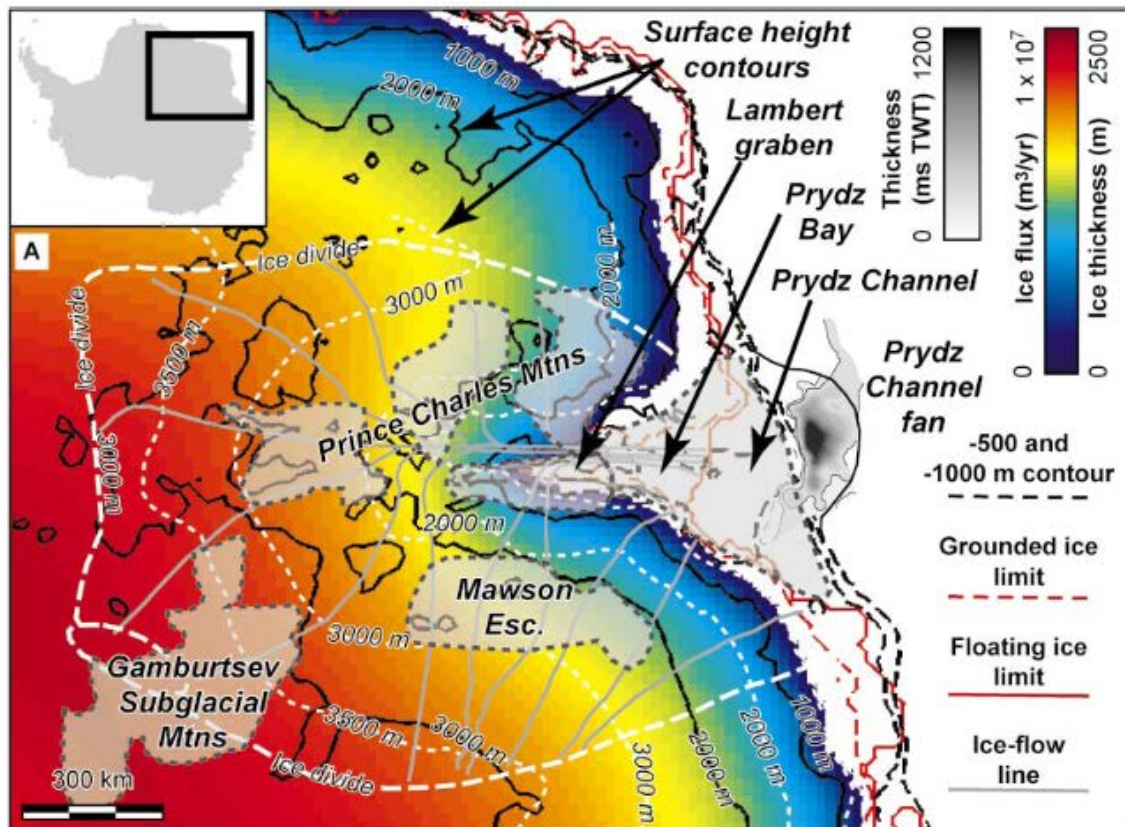 A
Surface height
contours
Lambert
graben
Prydz
Bay
Prydz Channel
Prydz
Channel
fan
1000 m
2000 m
Ice divide
3000 m
2000 m
Ice divide
3500 m
3000 m
Prince Charles Mtns
2000 m
Mawson
Esc.
3000 m
Gamburtsev
Subglacial
Mtns
3500 m
3000 m
Ice divide
3000 m
2000 m
2000 m
1000 m
300 km
Thickness
(ms TWT)
0
1200
Ice flux (m³/yr)
0
1 x 10⁷
Ice thickness (m)
0
2500
-500 and
-1000 m contour
Grounded ice
limit
Floating ice
limit
Ice-flow
line